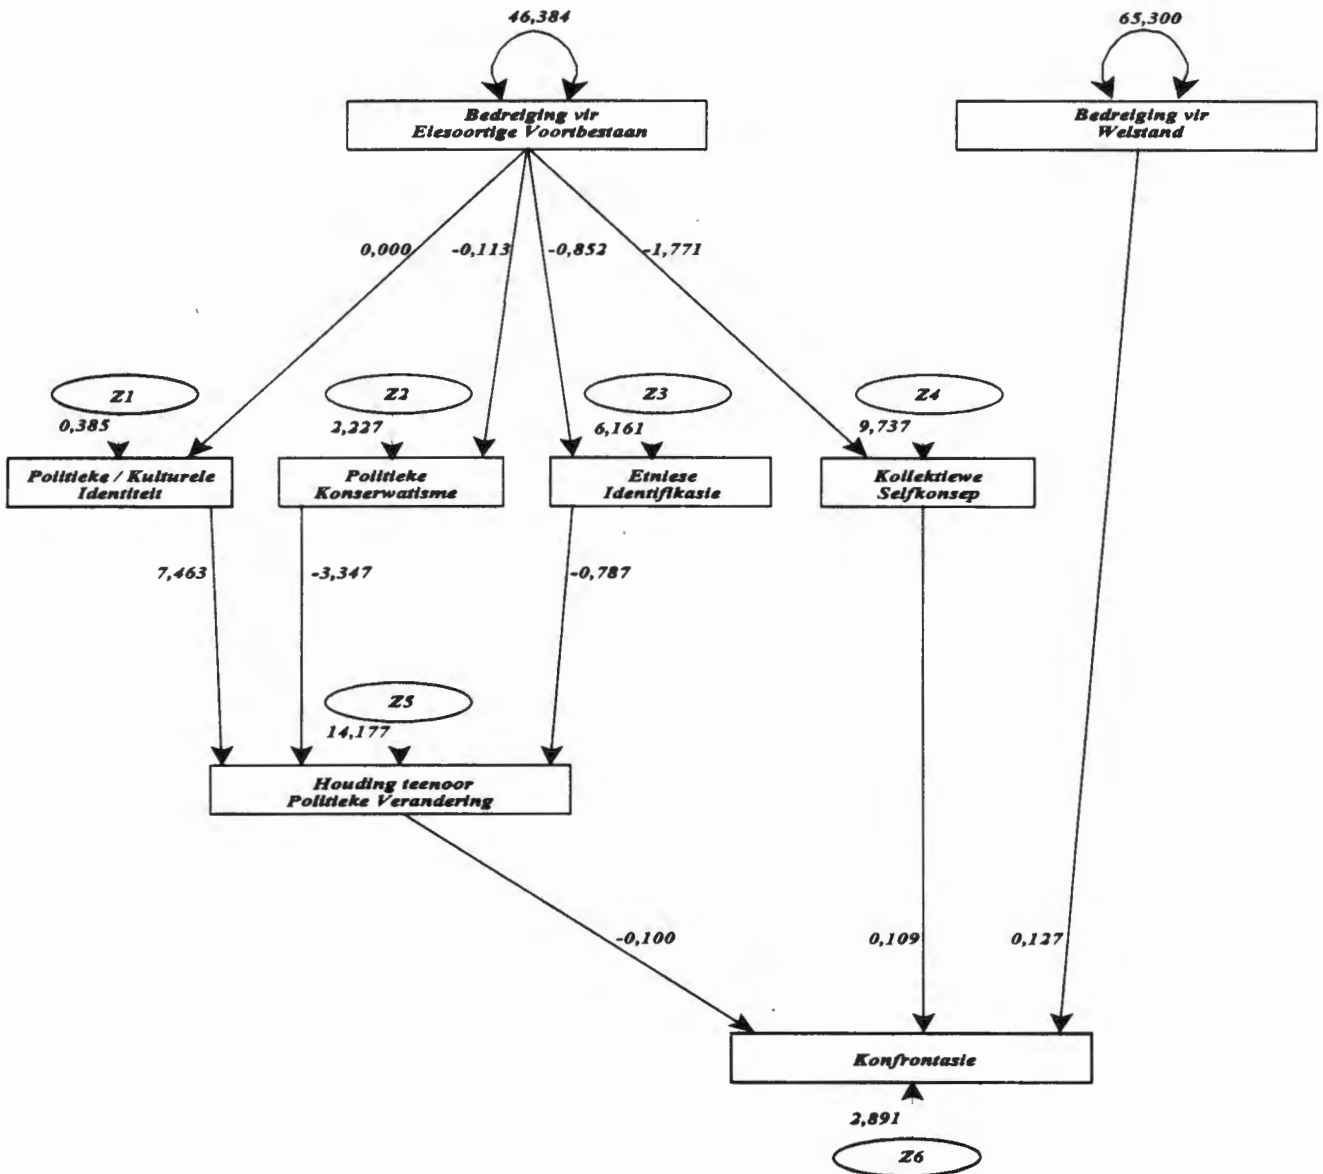 46,384
65,300
Bedreiging vir
Eiesoortige Voortbestaan
Bedreiging vir
Welstand
0,000
-0,113
-0,852
-1,771
Z1
Z2
Z3
Z4
0,385
2,227
6,161
9,737
Politieke / Kulturele
Identiteit
Politieke
Konserwatisme
Etniese
Identifikasie
Kollektiewe
Selfkonsep
7,463
-3,347
-0,787
Z5
14,177
Houding teenoor
Politieke Verandering
-0,100
0,109
0,127
Konfrontasie
2,891
Z6